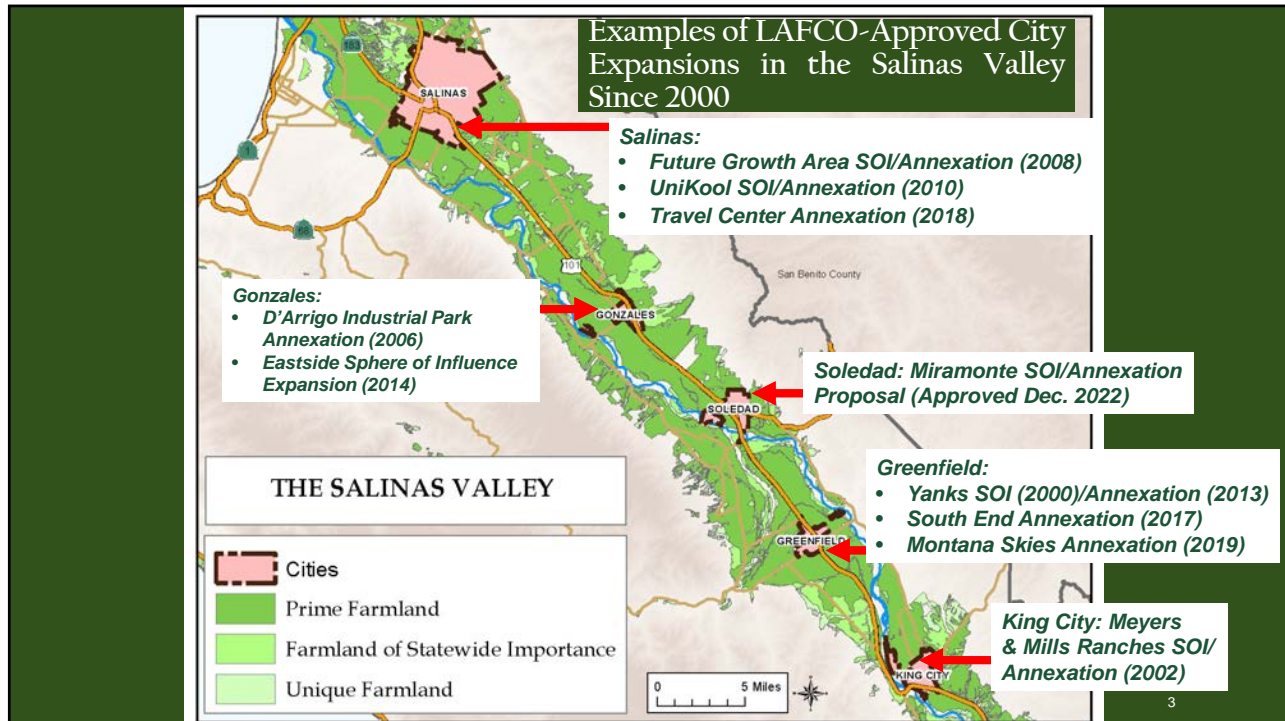 Examples of LAFCO-Approved City
Expansions in the Salinas Valley
Since 2000
183
SALINAS
Salinas:
• Future Growth Area SOI/Annexation (2008)
• UniKool SOI/Annexation (2010)
• Travel Center Annexation (2018)
1
68
101
San Benito County
Gonzales:
• D’Arrigo Industrial Park
Annexation (2006)
• Eastside Sphere of Influence
Expansion (2014)
GONZALES
Soledad: Miramonte SOI/Annexation
Proposal (Approved Dec. 2022)
SOLEDAD
Greenfield:
• Yanks SOI (2000)/Annexation (2013)
• South End Annexation (2017)
• Montana Skies Annexation (2019)
GREENFIELD
King City: Meyers
& Mills Ranches SOI/
Annexation (2002)
KING CITY
THE SALINAS VALLEY
Cities
Prime Farmland
Farmland of Statewide Importance
Unique Farmland
0 5 Miles
3